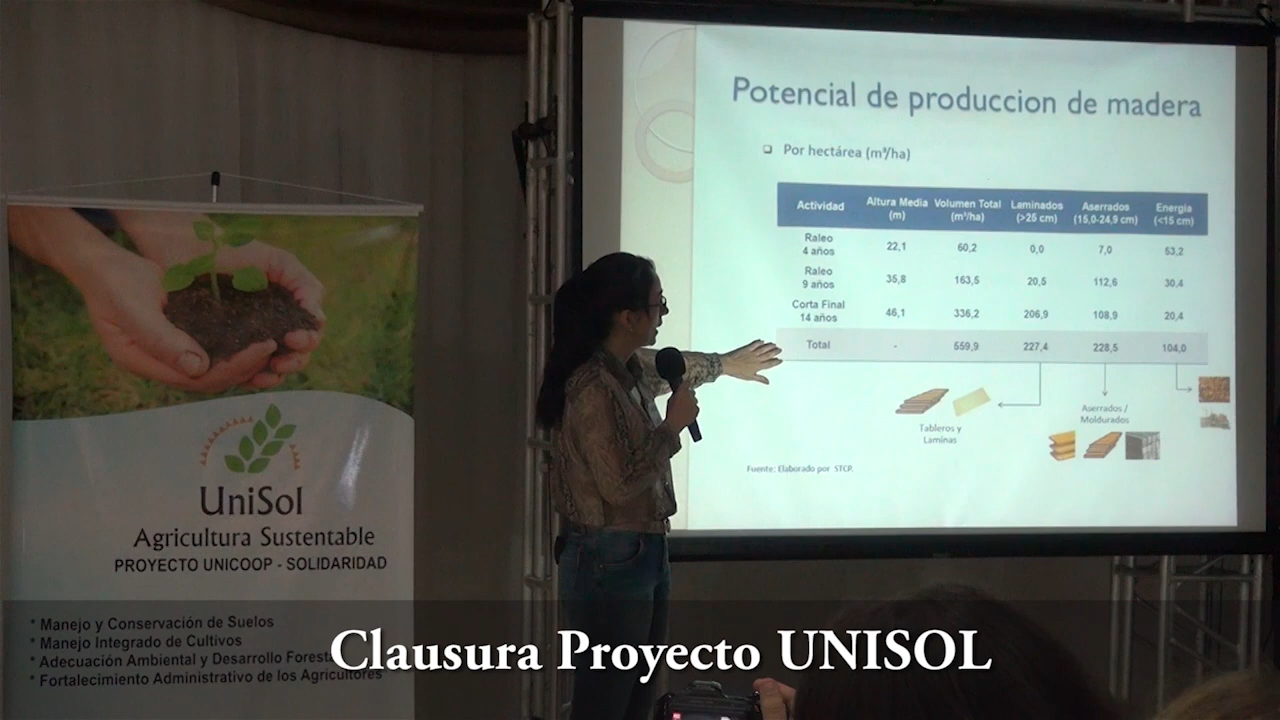 Potencial de produccion de madera
Por hectárea (m³/ha)
Actividad Altura Media (m) Volumen Total (m³/ha) Laminados (>25 cm) Aserrados (15,0-24,9 cm) Energia (<15 cm)
Raleo 4 años 22,1 60,2 0,0 7,0 53,2
Raleo 9 años 35,8 163,5 20,5 112,6 30,4
Corta Final 14 años 46,1 336,2 206,9 108,9 20,4
Total - 559,9 227,4 228,5 104,0
Tableros y
Laminas
Aserrados /
Moldurados
Fuente: Elaborado por STCP.
UniSol
Agricultura Sustentable
PROYECTO UNICOOP - SOLIDARIDAD
* Manejo y Conservación de Suelos
* Manejo Integrado de Cultivos
* Adecuación Ambiental y Desarrollo Foresta
* Fortalecimiento Administrativo de los Agricultores
Clausura Proyecto UNISOL